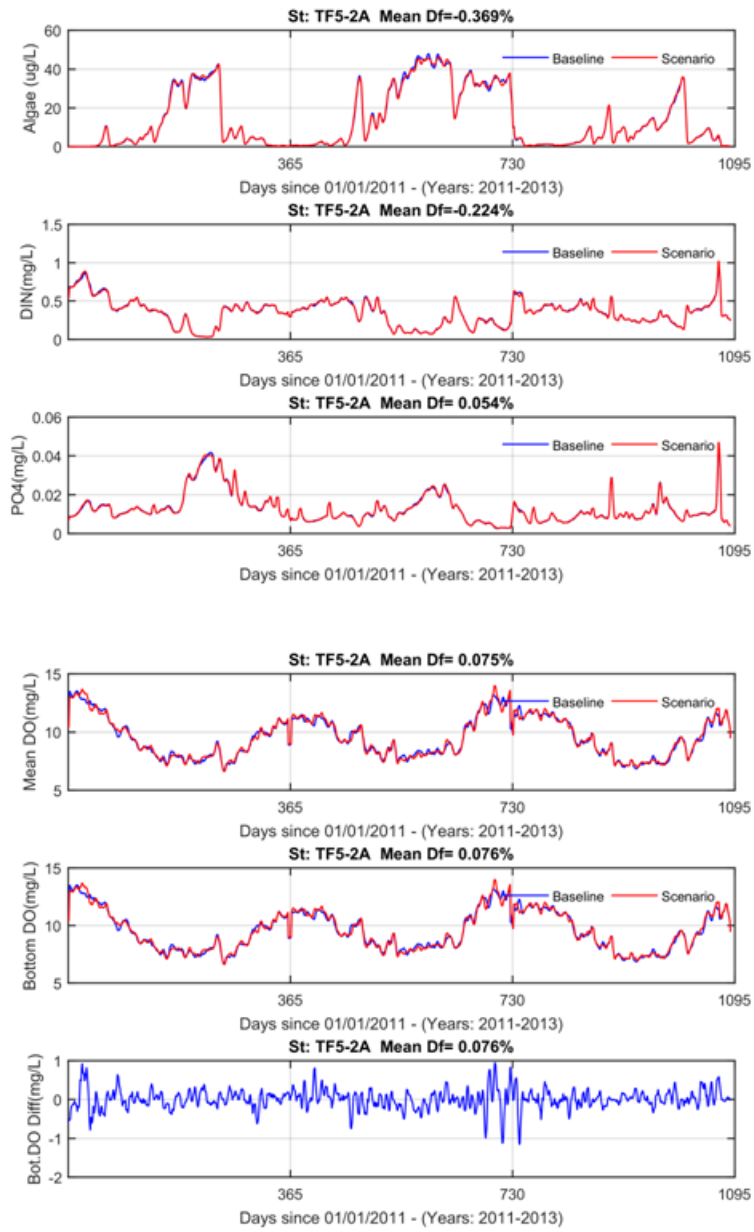 St: TF5-2A Mean Df=-0.369%
60
40
20
0
Algae (ug/L)
Baseline Scenario
365 730 1095
Days since 01/01/2011 - (Years: 2011-2013)
St: TF5-2A Mean Df=-0.224%
1.5
1
0.5
0
DIN(mg/L)
Baseline Scenario
365 730 1095
Days since 01/01/2011 - (Years: 2011-2013)
St: TF5-2A Mean Df= 0.054%
0.06
0.04
0.02
0
PO4(mg/L)
Baseline Scenario
365 730 1095
Days since 01/01/2011 - (Years: 2011-2013)
St: TF5-2A Mean Df= 0.075%
15
10
5
Mean DO(mg/L)
Baseline Scenario
365 730 1095
Days since 01/01/2011 - (Years: 2011-2013)
St: TF5-2A Mean Df= 0.076%
15
10
5
Bottom DO(mg/L)
Baseline Scenario
365 730 1095
Days since 01/01/2011 - (Years: 2011-2013)
St: TF5-2A Mean Df= 0.076%
1
0
-1
-2
Bot.DO Diff(mg/L)
365 730 1095
Days since 01/01/2011 - (Years: 2011-2013)